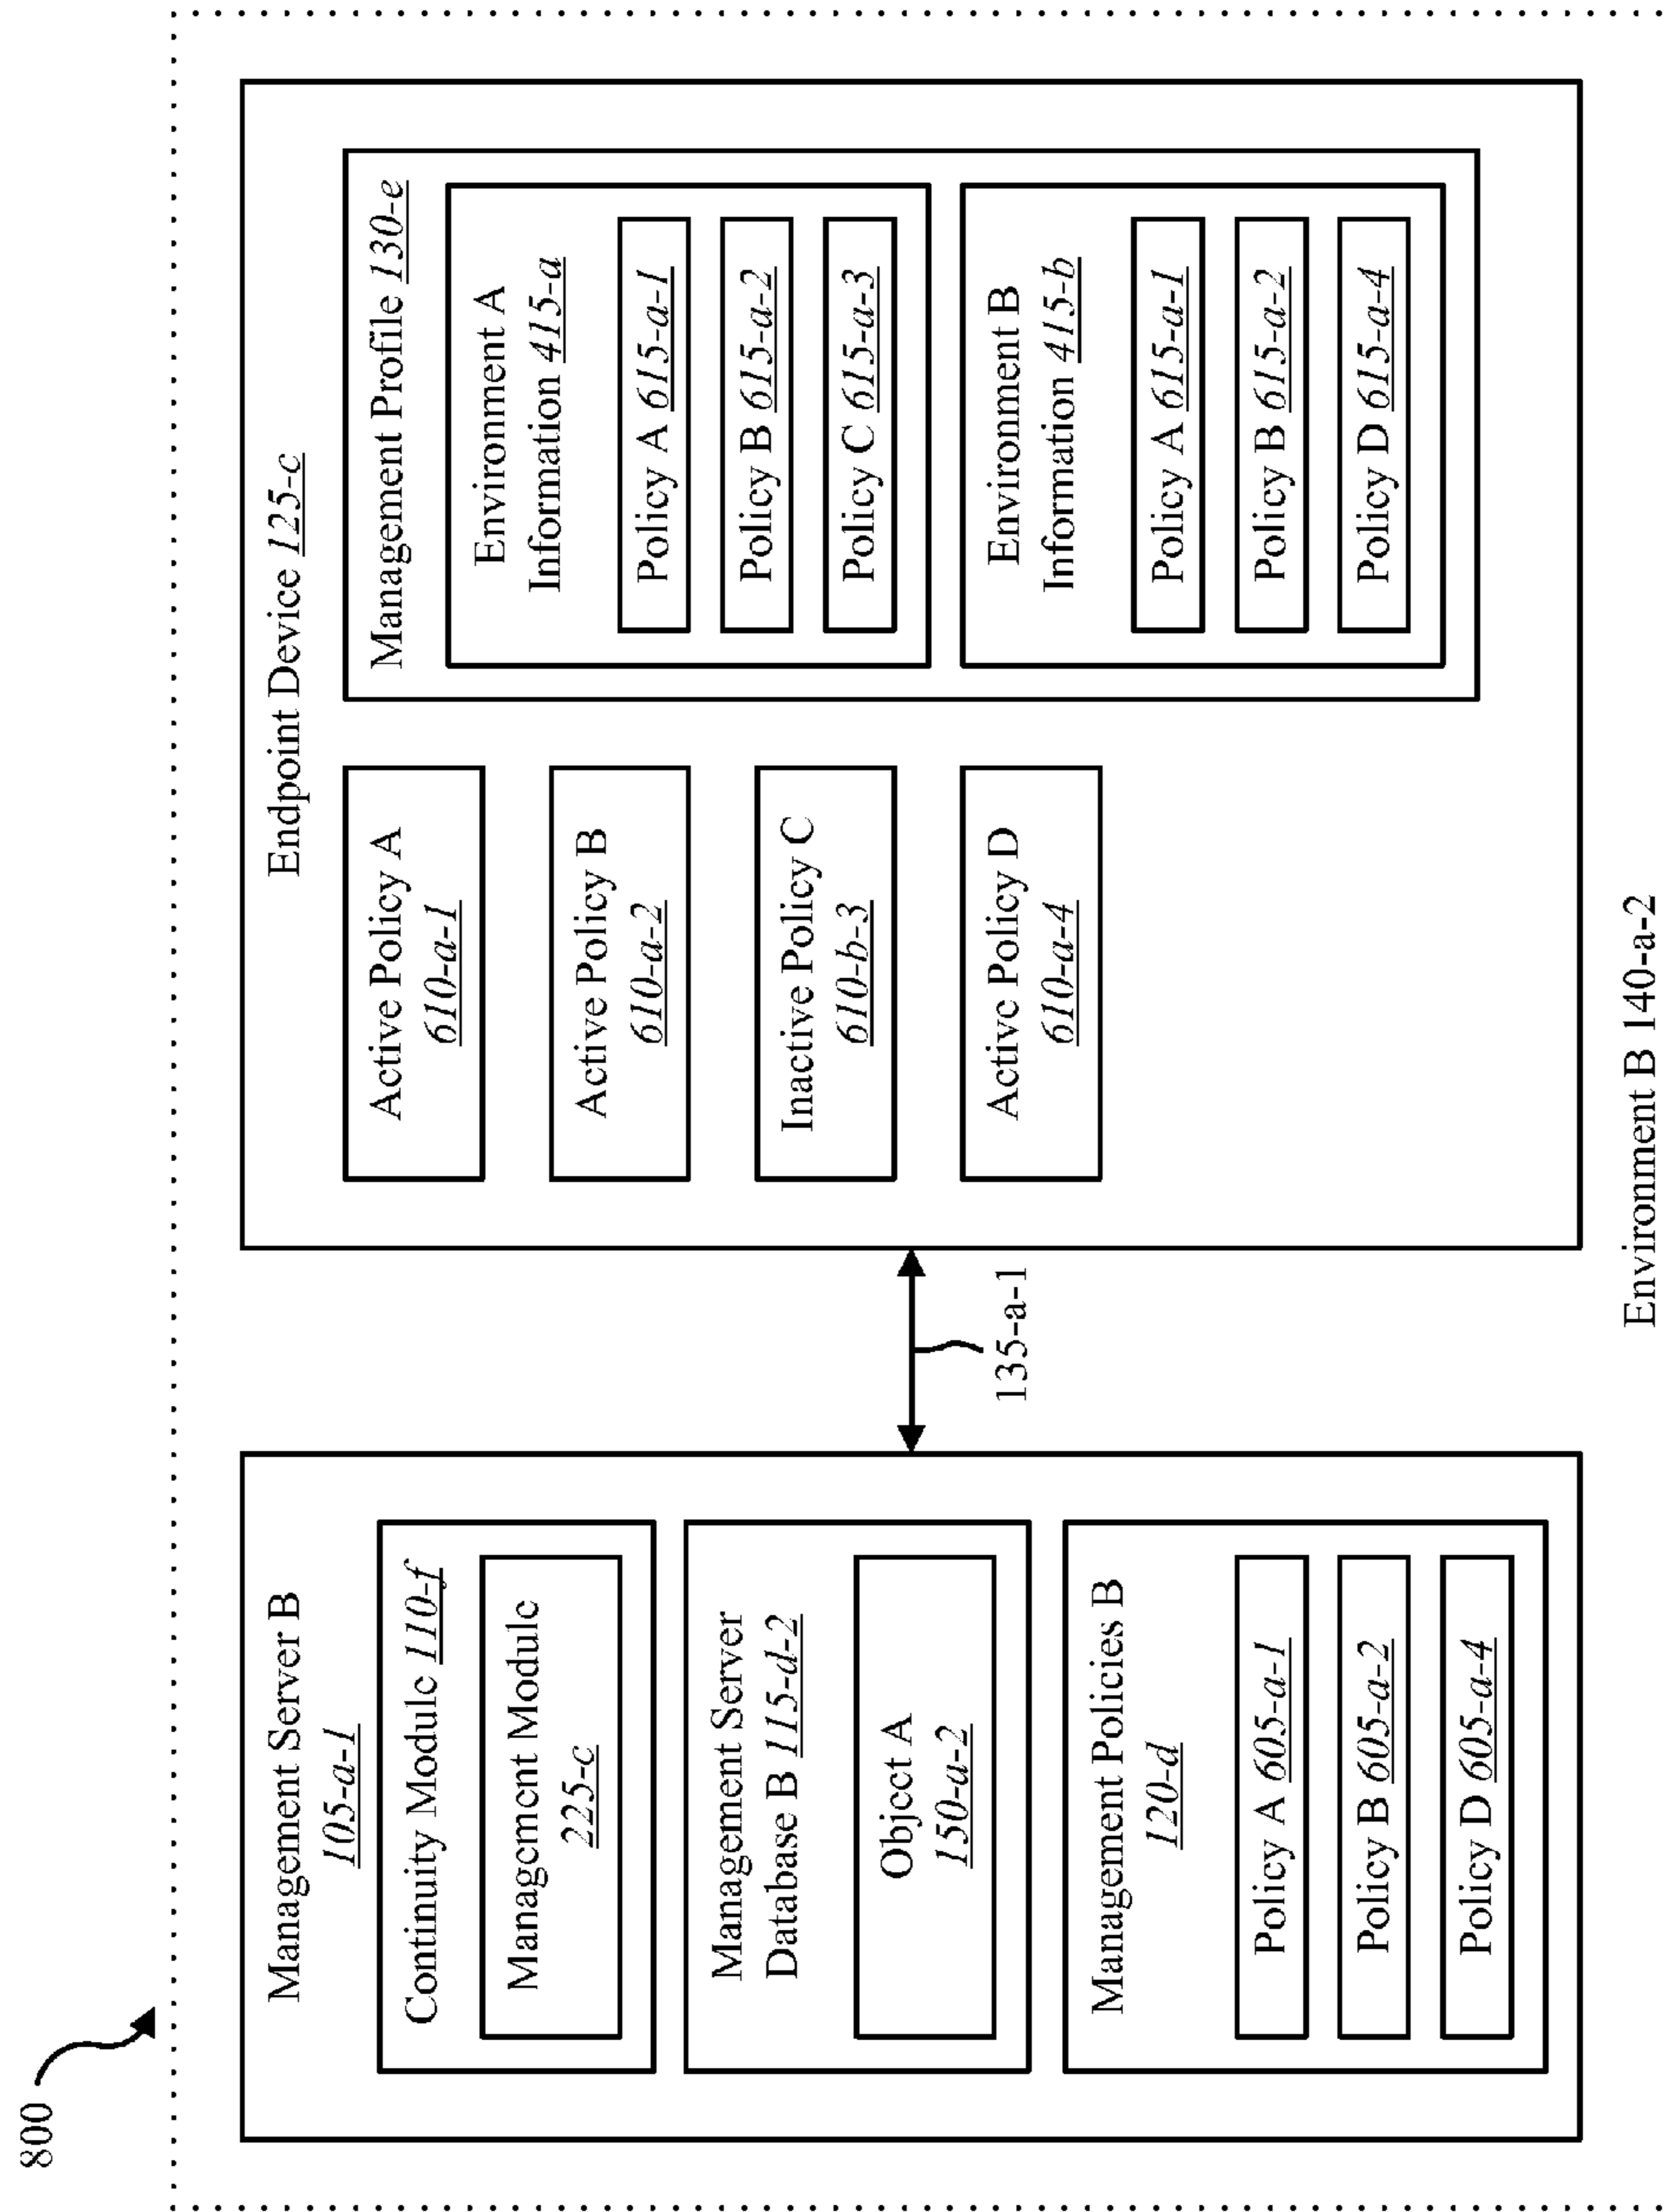 800
Management Server B
105-a-1
Continuity Module 110-f
Management Module
225-c
Management Server
Database B 115-d-2
Object A
150-a-2
Management Policies B
120-d
Policy A 605-a-1
Policy B 605-a-2
Policy D 605-a-4
135-a-1
Endpoint Device 125-c
Active Policy A
610-a-1
Active Policy B
610-a-2
Inactive Policy C
610-b-3
Active Policy D
610-a-4
Management Profile 130-e
Environment A
Information 415-a
Policy A 615-a-1
Policy B 615-a-2
Policy C 615-a-3
Environment B
Information 415-b
Policy A 615-a-1
Policy B 615-a-2
Policy D 615-a-4
Environment B 140-a-2